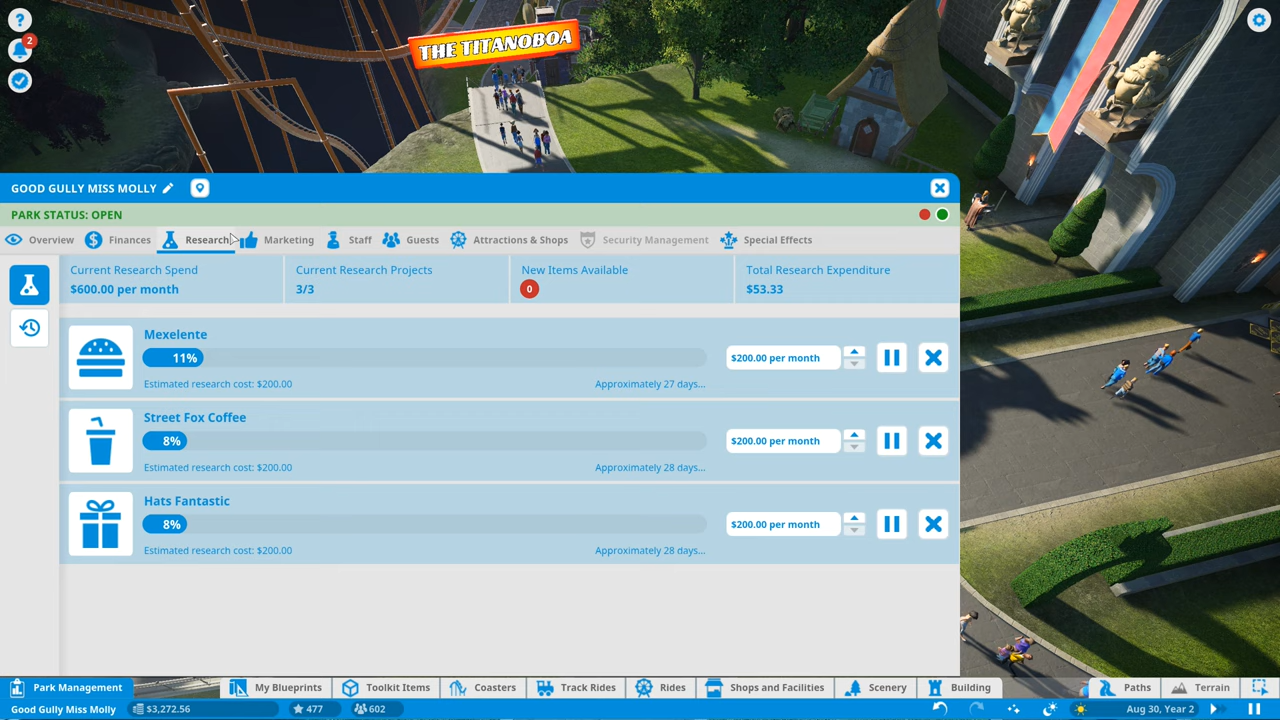 ?
2
THE TITANOBOA
GOOD GULLY MISS MOLLY
PARK STATUS: OPEN
Overview Finances Research Marketing Staff Guests Attractions & Shops Security Management Special Effects
Current Research Spend Current Research Projects New Items Available Total Research Expenditure
$600.00 per month 3/3 0 $53.33
Mexelente
11% $200.00 per month
Estimated research cost: $200.00 Approximately 27 days...
Street Fox Coffee
8% $200.00 per month
Estimated research cost: $200.00 Approximately 28 days...
Hats Fantastic
8% $200.00 per month
Estimated research cost: $200.00 Approximately 28 days...
Park Management My Blueprints Toolkit Items Coasters Track Rides Rides Shops and Facilities Scenery Building Paths Terrain
Good Gully Miss Molly $3,272.56 477 602 Aug 30, Year 2